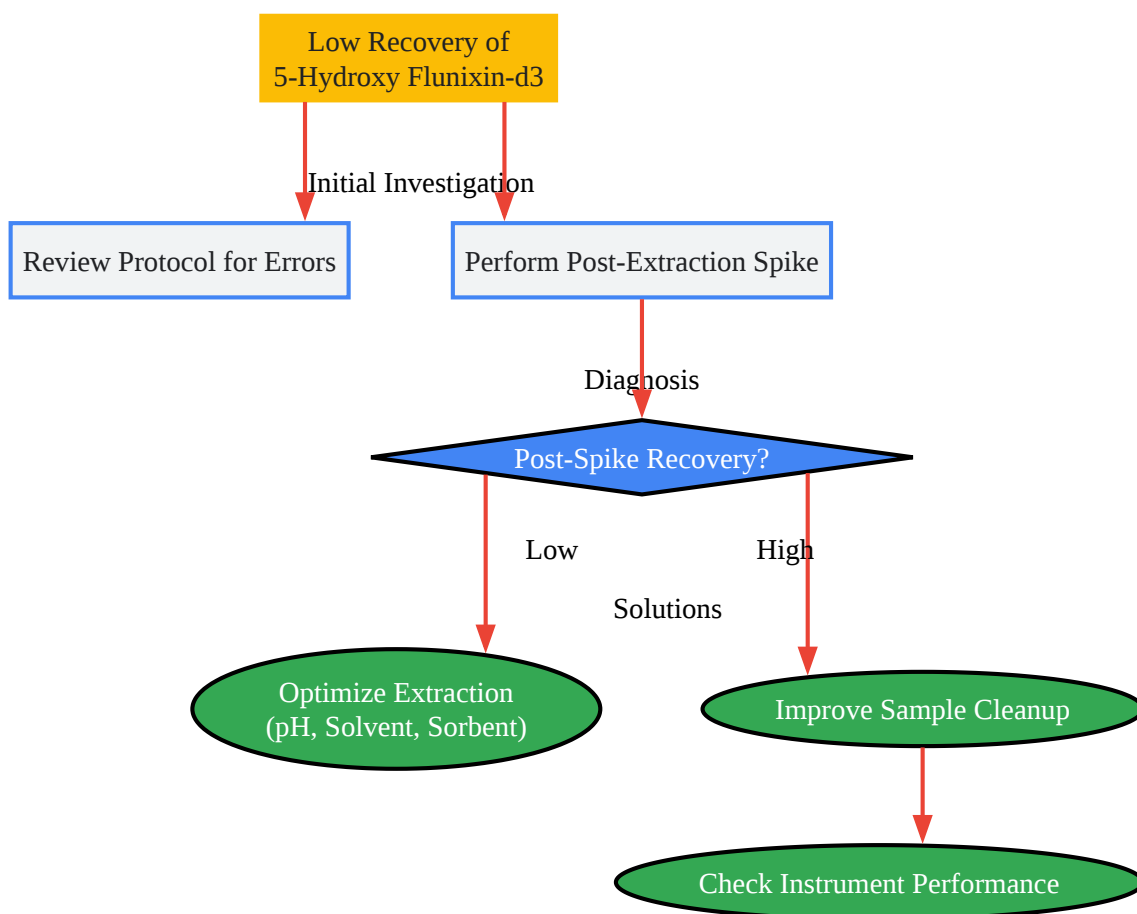 Low Recovery of
5-Hydroxy Flunixin-d3
Initial Investigation
Review Protocol for Errors
Perform Post-Extraction Spike
Diagnosis
Post-Spike Recovery?
Low
High
Solutions
Optimize Extraction
(pH, Solvent, Sorbent)
Improve Sample Cleanup
Check Instrument Performance